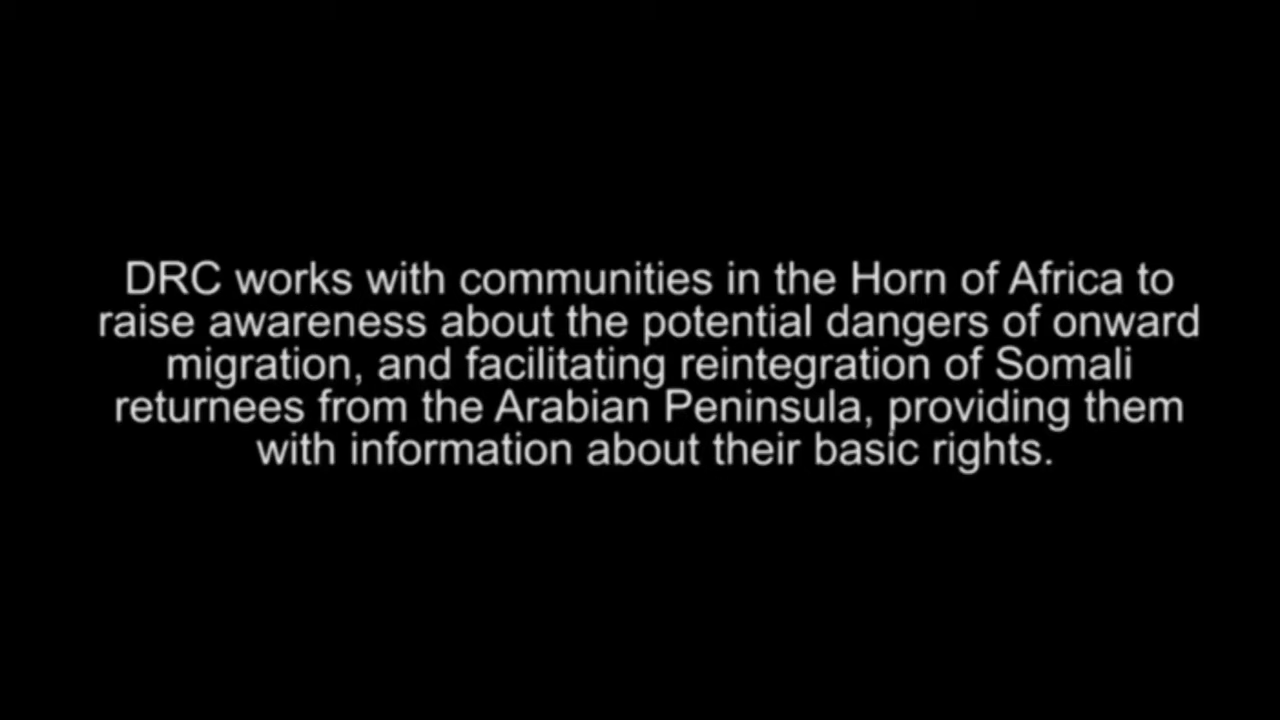 DRC works with communities in the Horn of Africa to
raise awareness about the potential dangers of onward
migration, and facilitating reintegration of Somali
returnees from the Arabian Peninsula, providing them
with information about their basic rights.